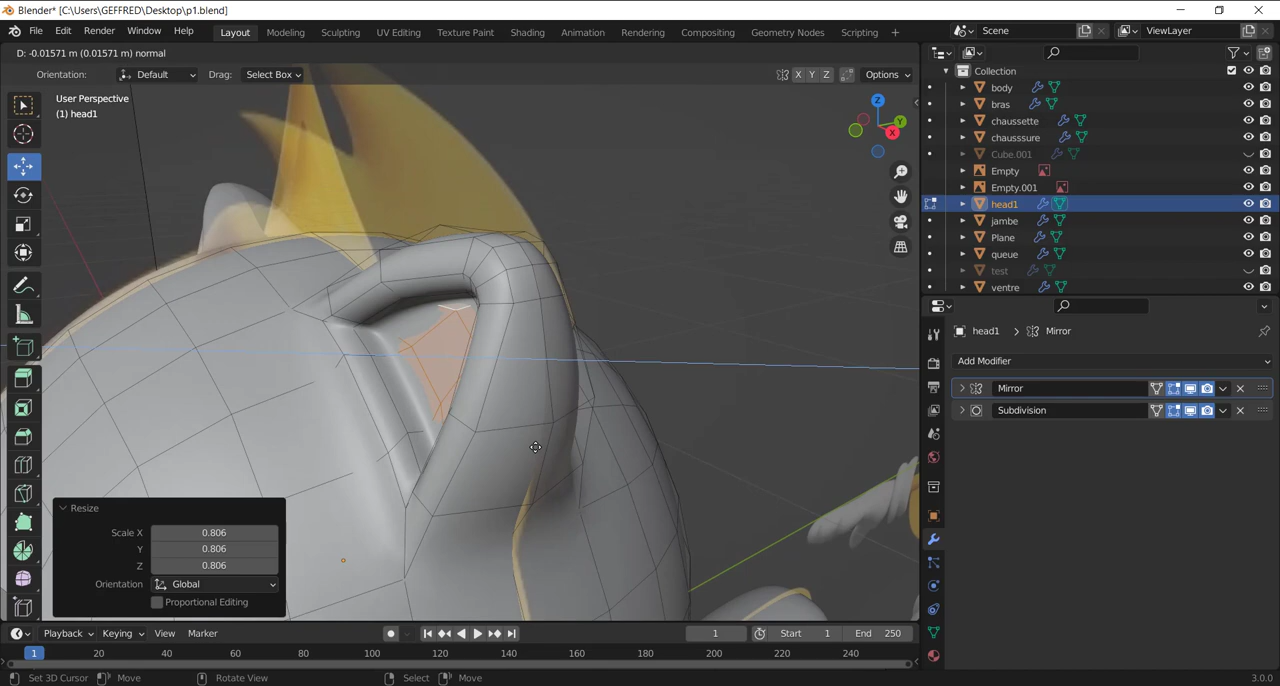 Blender* [C:\Users\GEFFRED\Desktop\p1.blend]
File Edit Render Window Help Layout Modeling Sculpting UV Editing Texture Paint Shading Animation Rendering Compositing Geometry Nodes Scripting + Scene ViewLayer
D: -0.01571 m (0.01571 m) normal
Orientation: Default Drag: Select Box X Y Z Options
User Perspective
(1) head1
Z
Y
X
Collection
body
bras
chaussette
chausssure
Cube.001
Empty
Empty.001
head1
jambe
Plane
queue
test
ventre
head1 > Mirror
Add Modifier
Mirror
Subdivision
Resize
Scale X 0.806
Y 0.806
Z 0.806
Orientation Global
Proportional Editing
Playback Keying View Marker 1 Start 1 End 250
1 20 40 60 80 100 120 140 160 180 200 220 240
Set 3D Cursor Move Rotate View Select Move 3.0.0